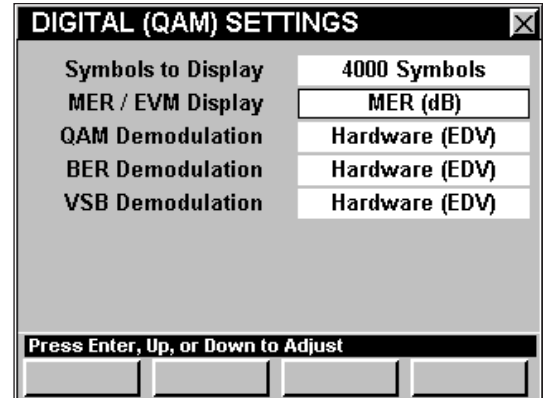 DIGITAL (QAM) SETTINGS
Symbols to Display 4000 Symbols
MER / EVM Display MER (dB)
QAM Demodulation Hardware (EDV)
BER Demodulation Hardware (EDV)
VSB Demodulation Hardware (EDV)
Press Enter, Up, or Down to Adjust